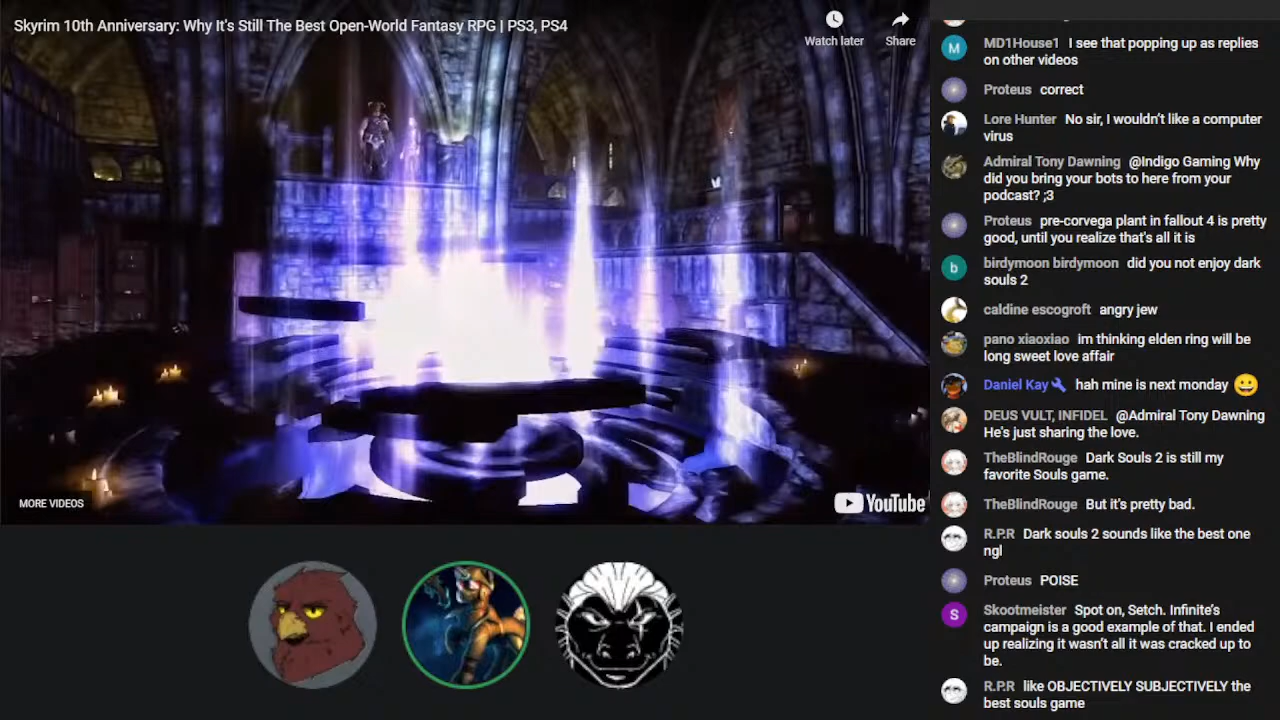 Skyrim 10th Anniversary: Why It's Still The Best Open-World Fantasy RPG | PS3, PS4
Watch later
Share
MORE VIDEOS
YouTube
M
MD1House1 I see that popping up as replies
on other videos
Proteus correct
Lore Hunter No sir, I wouldn't like a computer
virus
Admiral Tony Dawning @Indigo Gaming Why
did you bring your bots to here from your
podcast? ;3
Proteus pre-corvega plant in fallout 4 is pretty
good, until you realize that's all it is
b
birdymoon birdymoon did you not enjoy dark
souls 2
caldine escogroft angry jew
pano xiaoxiao im thinking elden ring will be
long sweet love affair
Daniel Kay hah mine is next monday 😀
DEUS VULT, INFIDEL @Admiral Tony Dawning
He's just sharing the love.
TheBlindRouge Dark Souls 2 is still my
favorite Souls game.
TheBlindRouge But it's pretty bad.
R.P.R Dark souls 2 sounds like the best one
ngl
Proteus POISE
S
Skootmeister Spot on, Setch. Infinite's
campaign is a good example of that. I ended
up realizing it wasn't all it was cracked up to
be.
R.P.R like OBJECTIVELY SUBJECTIVELY the
best souls game